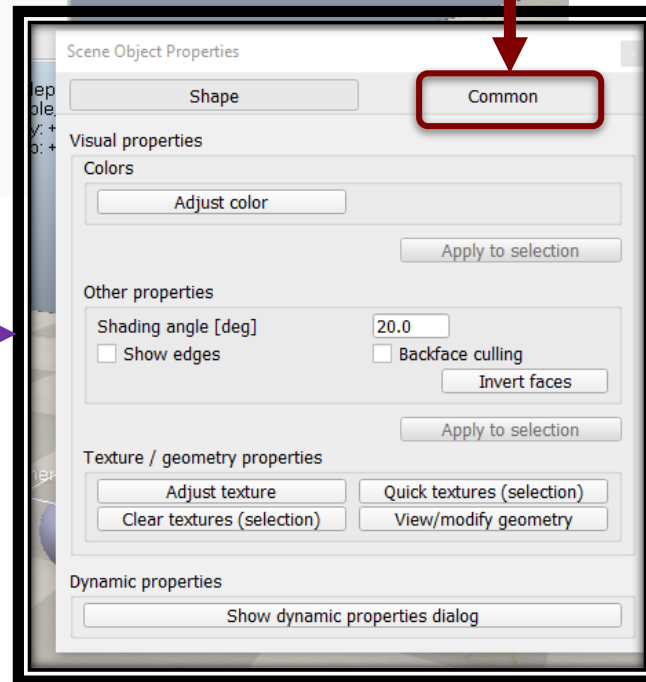 Scene Object Properties
Shape
Common
Visual properties
Colors
Adjust color
Apply to selection
Other properties
Shading angle [deg]
20.0
Show edges
Backface culling
Invert faces
Apply to selection
Texture / geometry properties
Adjust texture
Quick textures (selection)
Clear textures (selection)
View/modify geometry
Dynamic properties
Show dynamic properties dialog